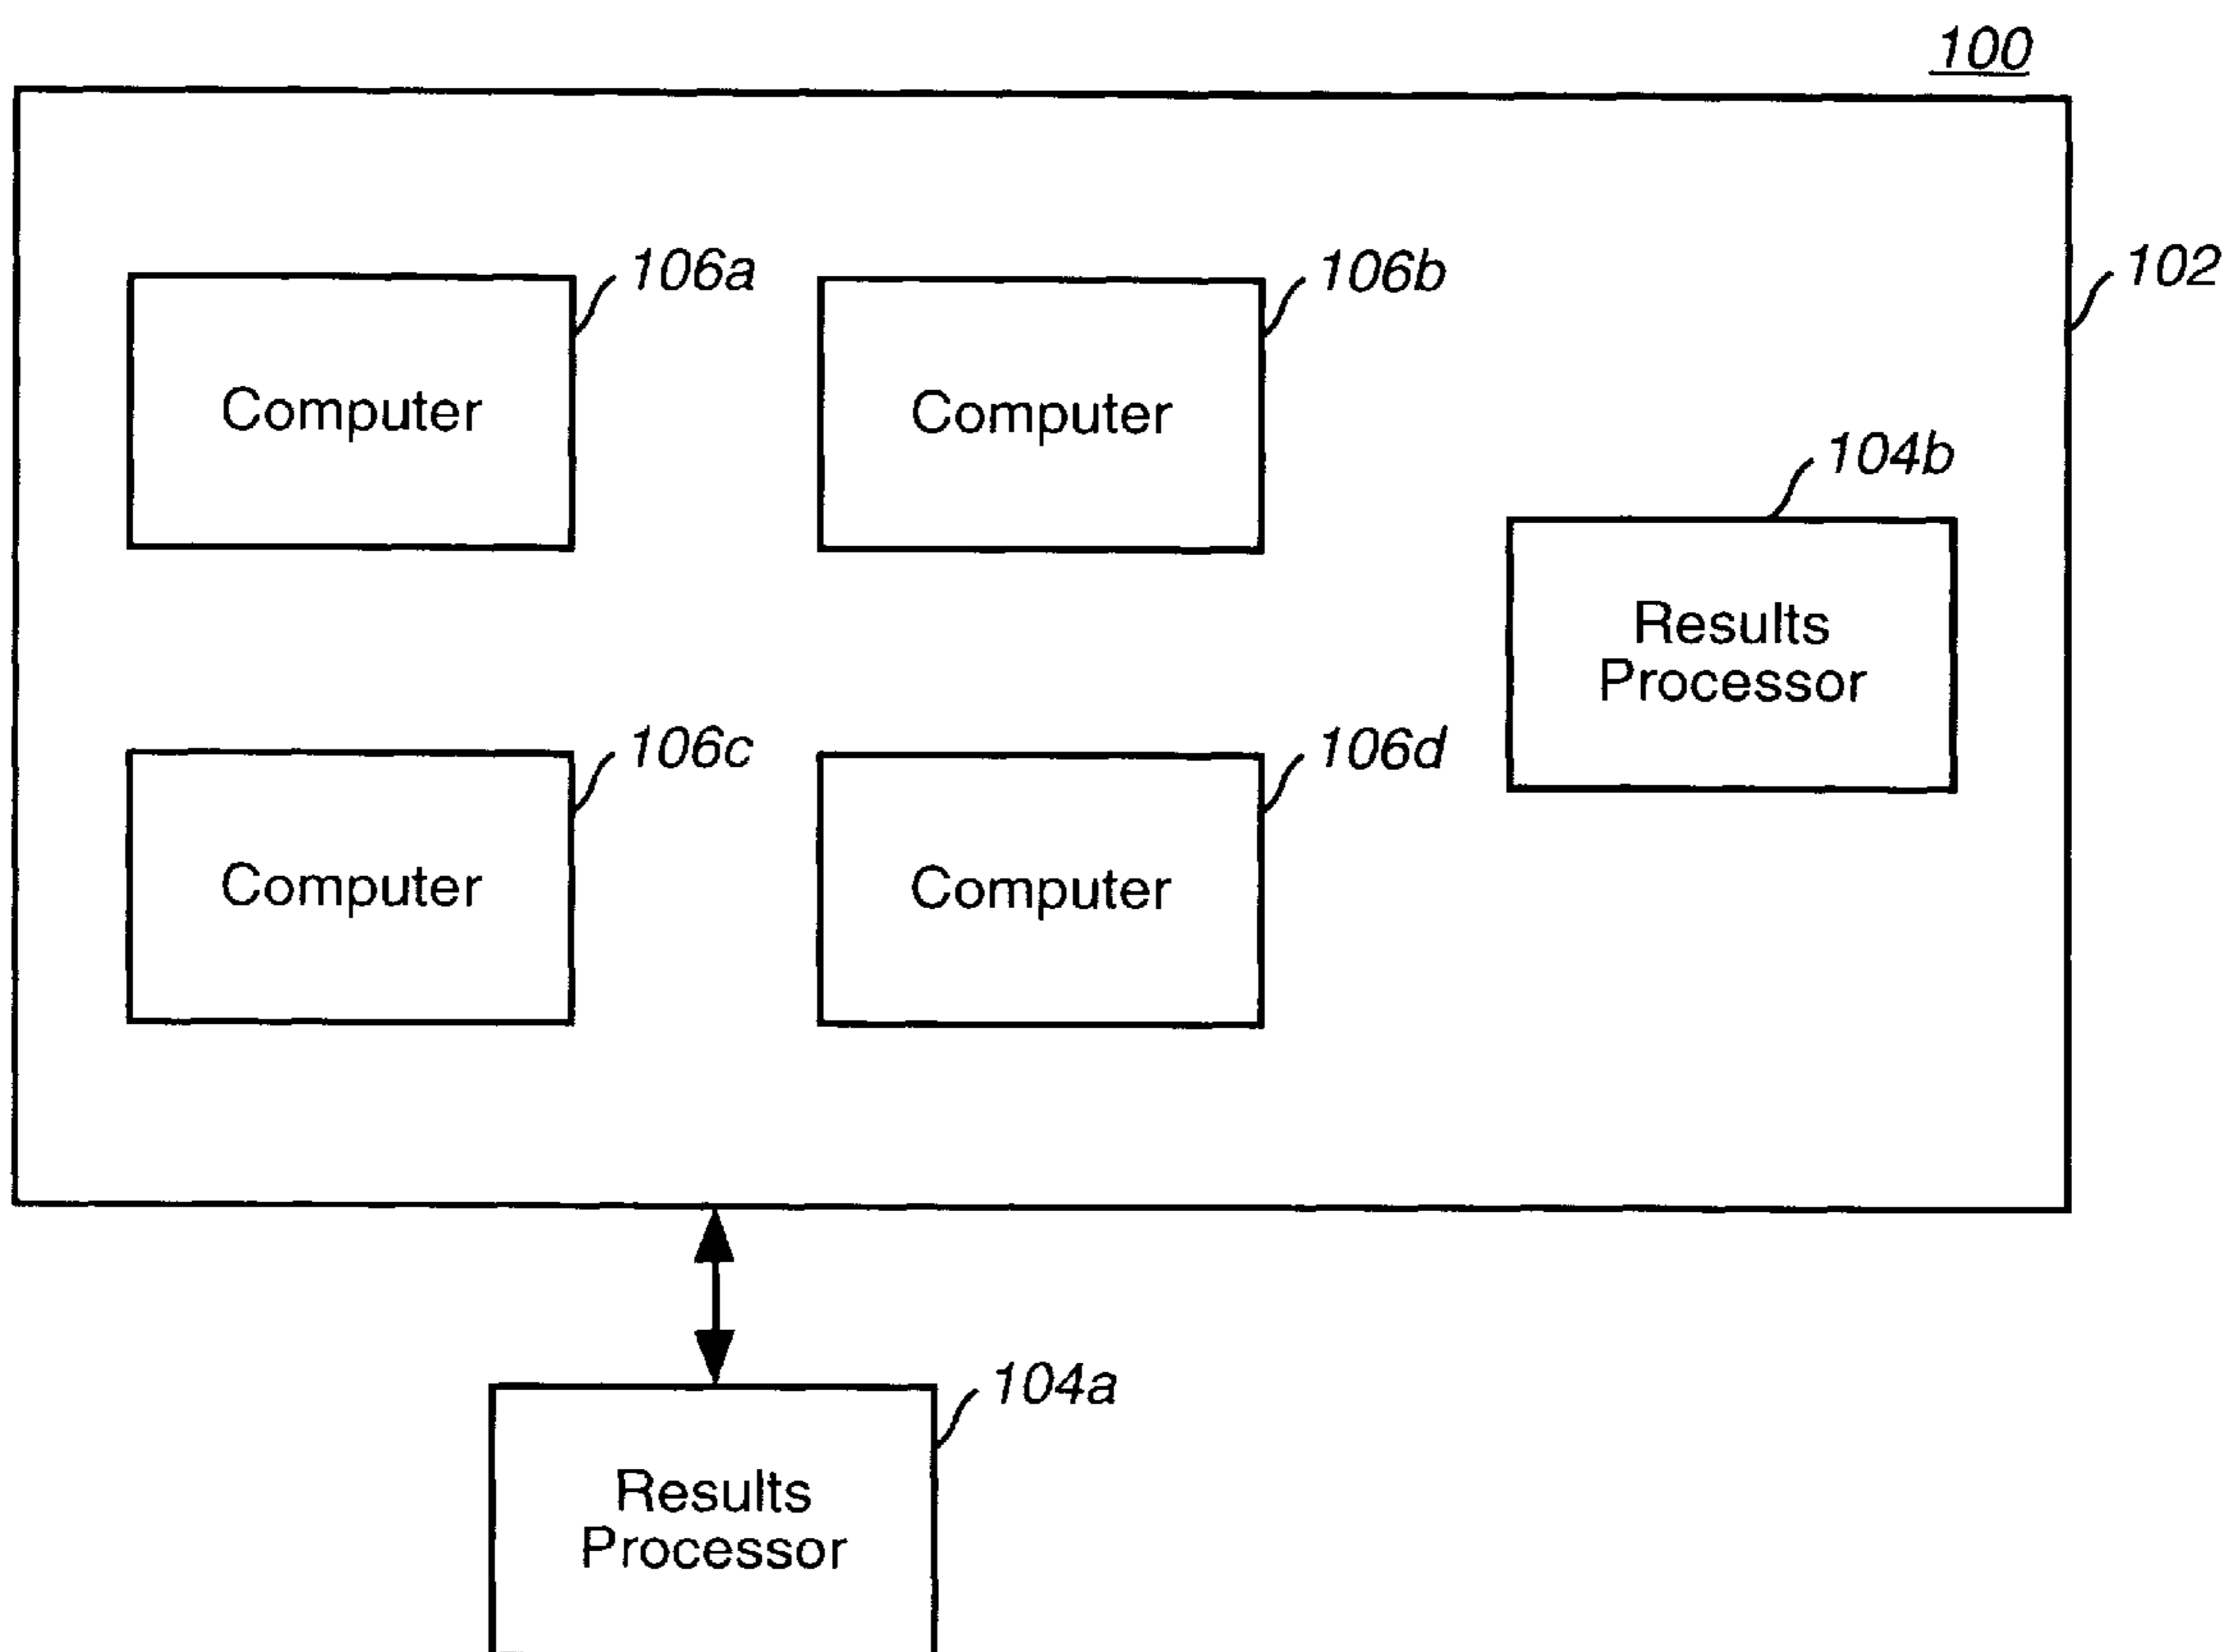 100
102
106a
106b
Computer
Computer
104b
Results
Processor
106c
106d
Computer
Computer
104a
Results
Processor